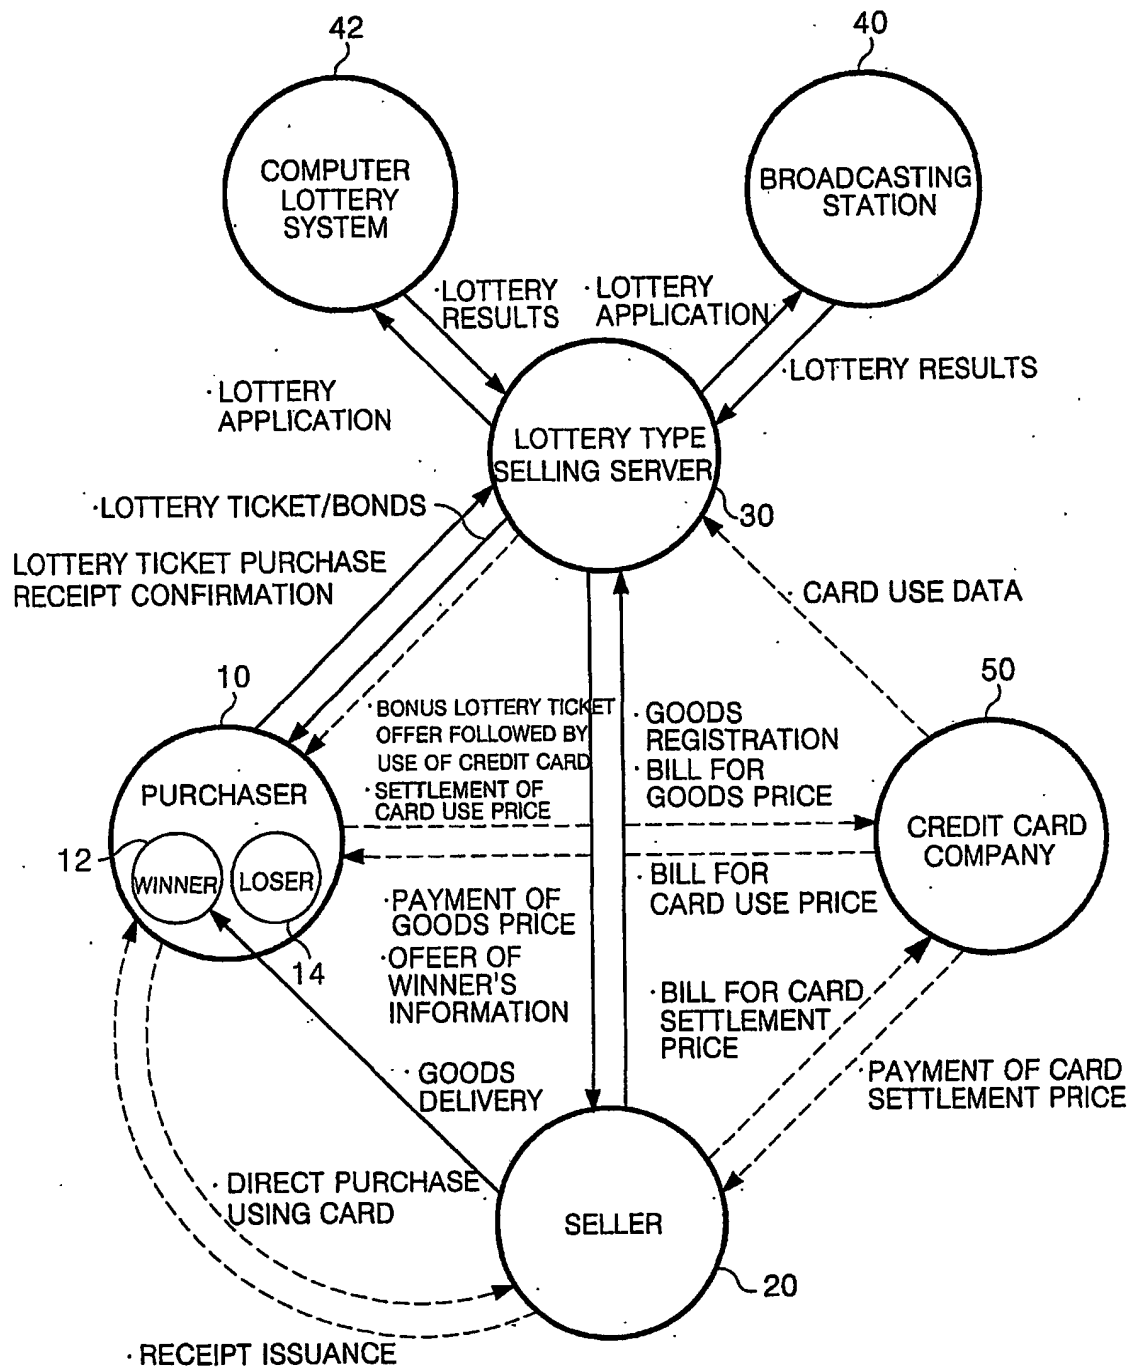 42
40
COMPUTER
LOTTERY
SYSTEM
BROADCASTING
STATION
·LOTTERY
RESULTS
·LOTTERY
APPLICATION
·LOTTERY RESULTS
·LOTTERY
APPLICATION
LOTTERY TYPE
SELLING SERVER
30
·LOTTERY TICKET/BONDS
LOTTERY TICKET PURCHASE
RECEIPT CONFIRMATION
·CARD USE DATA
10
50
·BONUS LOTTERY TICKET
OFFER FOLLOWED BY
USE OF CREDIT CARD
·SETTLEMENT OF
CARD USE PRICE
·GOODS
REGISTRATION
·BILL FOR
GOODS PRICE
PURCHASER
12
WINNER
LOSER
14
CREDIT CARD
COMPANY
·BILL FOR
CARD USE PRICE
·PAYMENT OF
GOODS PRICE
·OFEER OF
WINNER'S
INFORMATION
·BILL FOR CARD
SETTLEMENT
PRICE
·GOODS
DELIVERY
·PAYMENT OF CARD
SETTLEMENT PRICE
·DIRECT PURCHASE
USING CARD
SELLER
20
·RECEIPT ISSUANCE